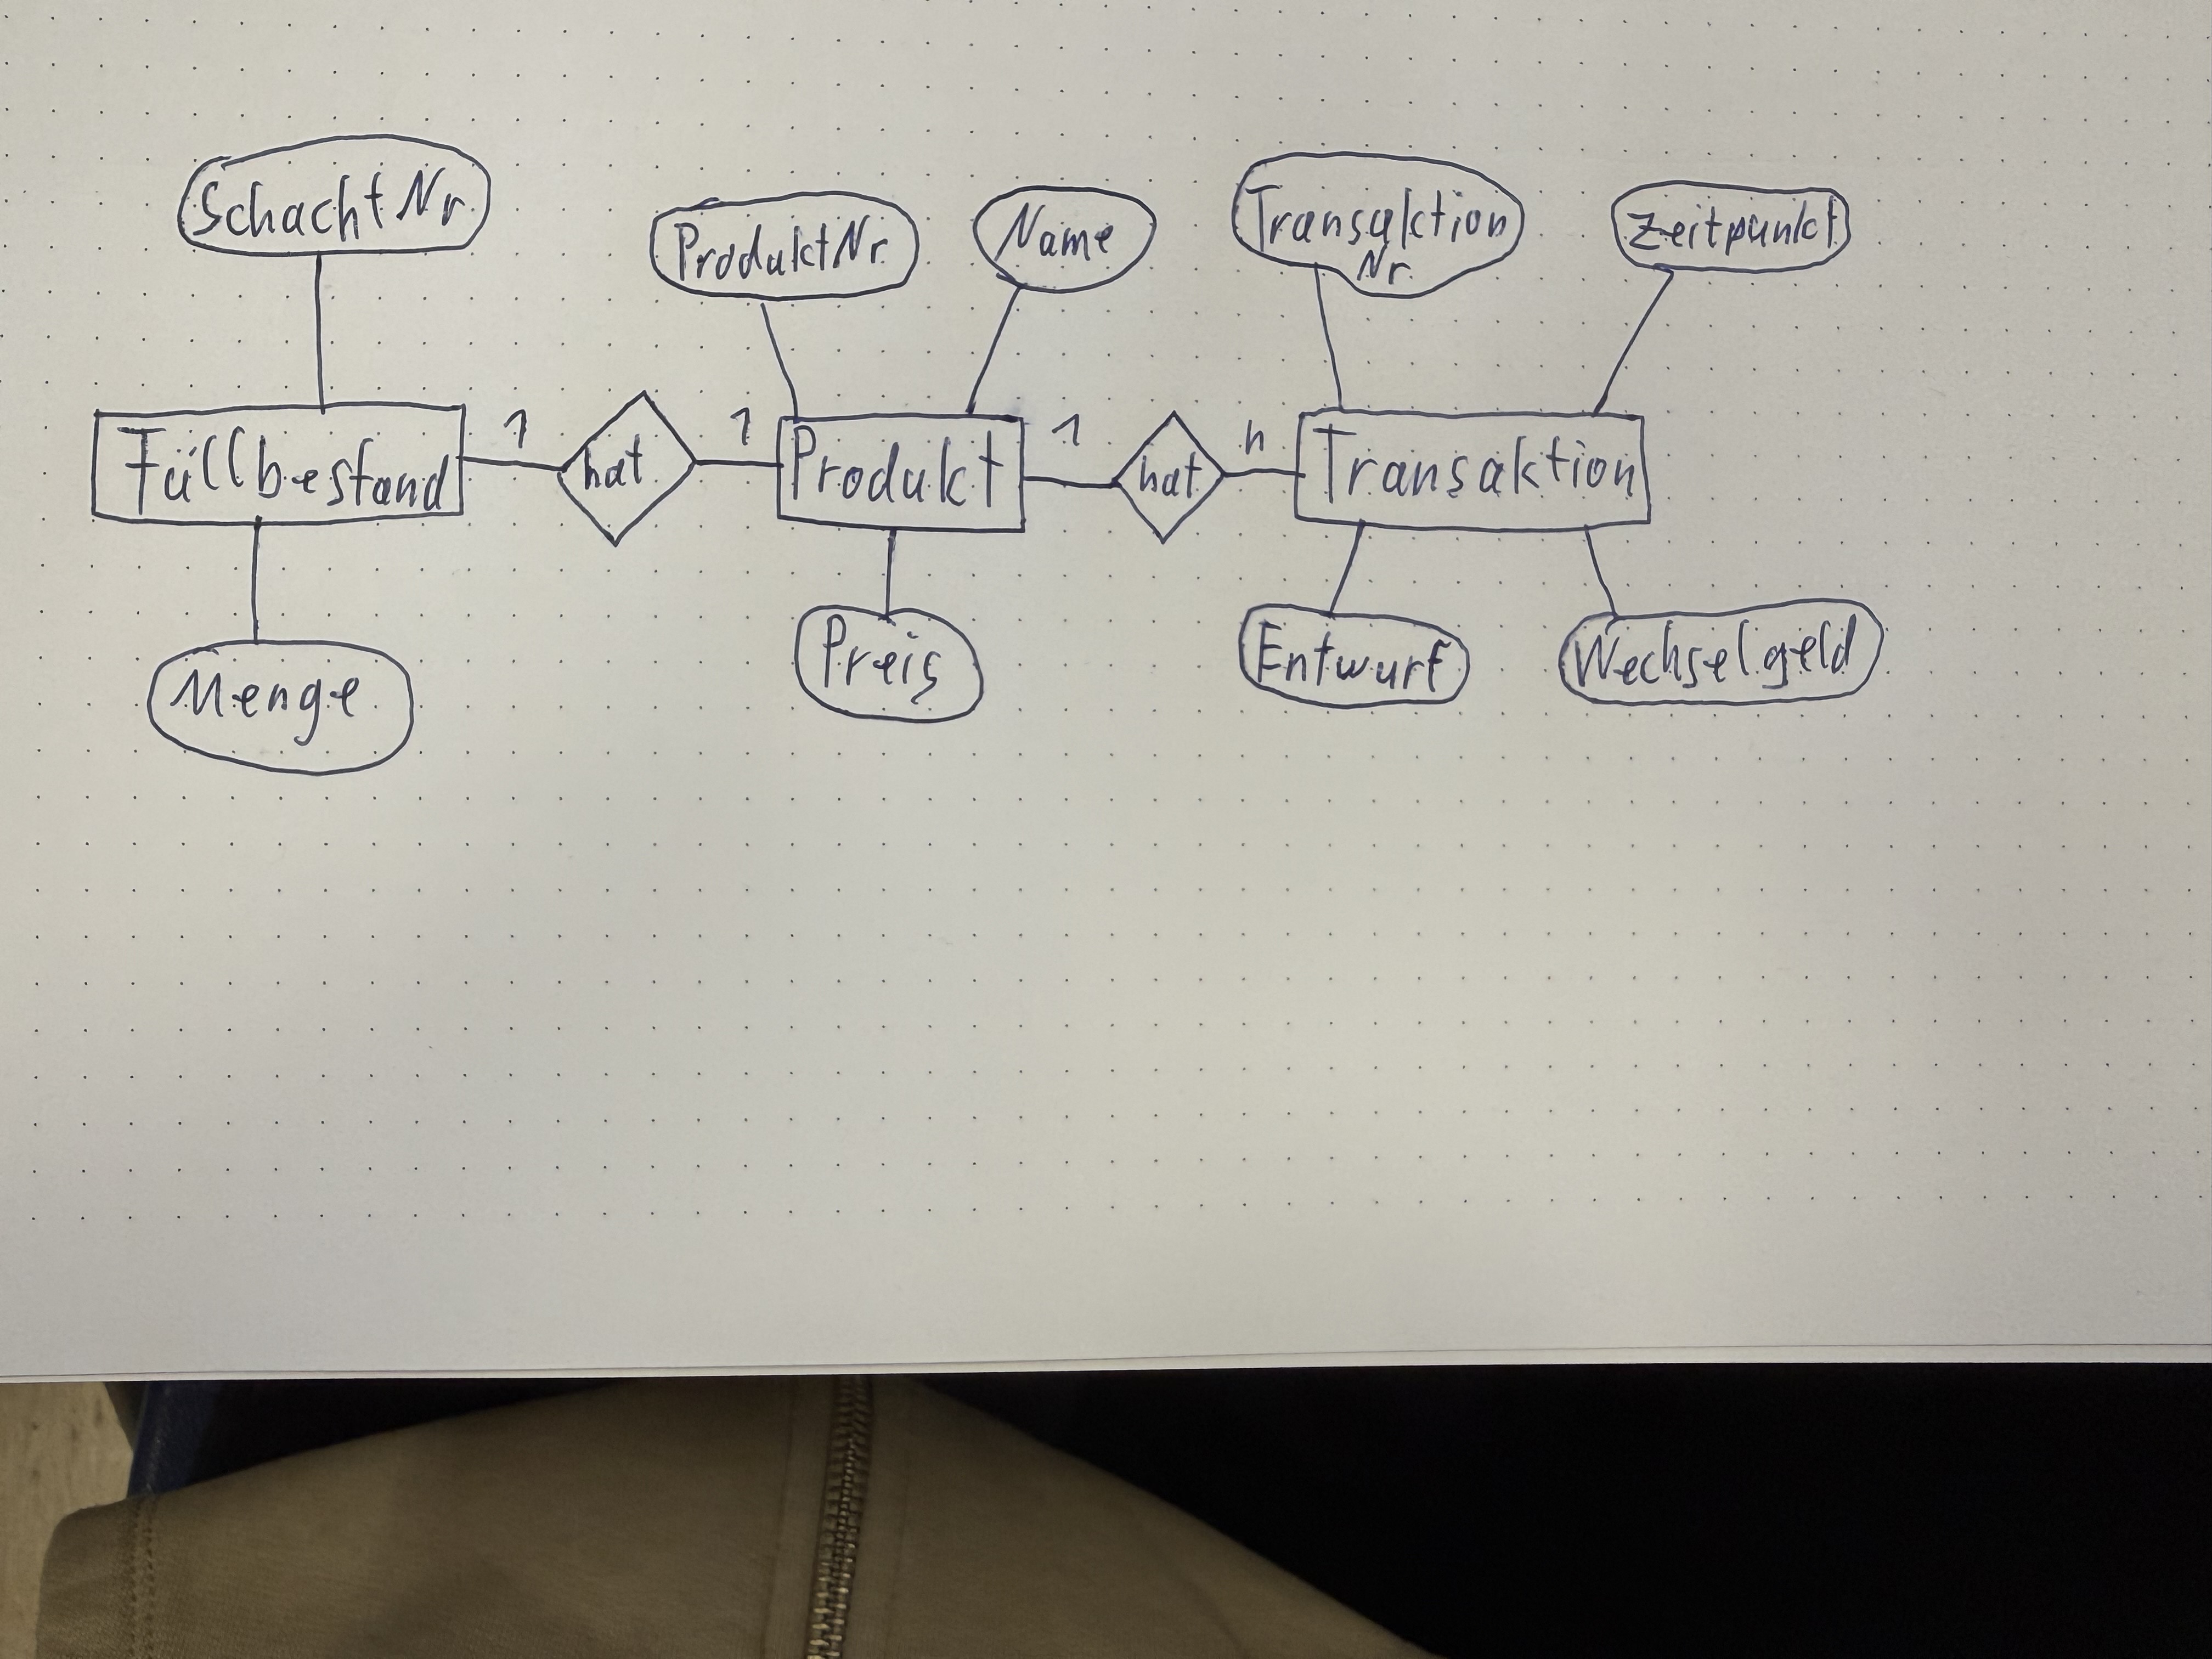 SchachtNr.
ProduktNr.
Name
Transaktion
Nr.
Zeitpunkt
Füllbestand
1
hat
1
Produkt
1
hat
n
Transaktion
Menge
Preis
Entwurf
Wechselgeld